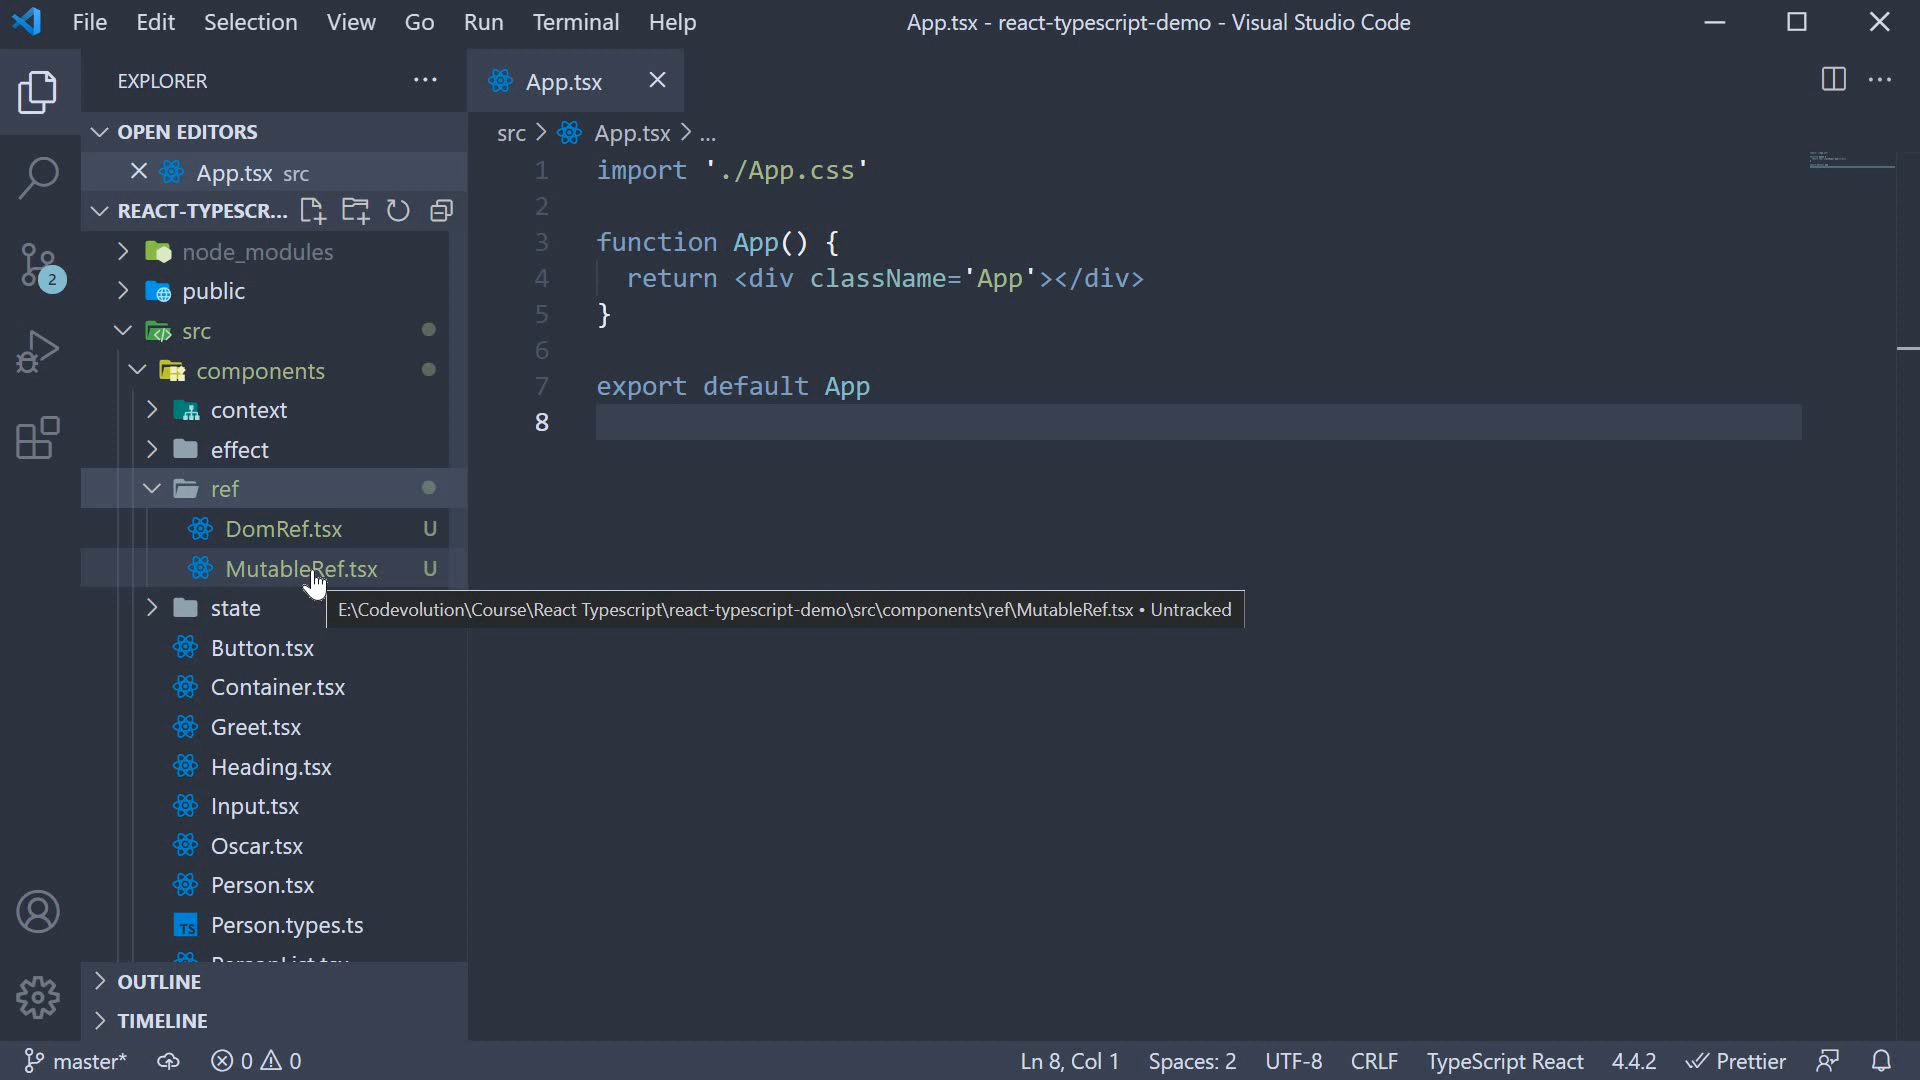 File Edit Selection View Go Run Terminal Help App.tsx - react-typescript-demo - Visual Studio Code
EXPLORER
App.tsx
OPEN EDITORS
App.tsx src
REACT-TYPESCR...
node_modules
public
src
components
context
effect
ref
DomRef.tsx U
MutableRef.tsx U
state
Button.tsx
Container.tsx
Greet.tsx
Heading.tsx
Input.tsx
Oscar.tsx
Person.tsx
TS Person.types.ts
OUTLINE
TIMELINE
2
src > App.tsx > ...
1 import './App.css'
2
3 function App() {
4 return <div className='App'></div>
5 }
6
7 export default App
8
E:\Codevolution\Course\React Typescript\react-typescript-demo\src\components\ref\MutableRef.tsx • Untracked
master* 0 0 Ln 8, Col 1 Spaces: 2 UTF-8 CRLF TypeScript React 4.4.2 Prettier